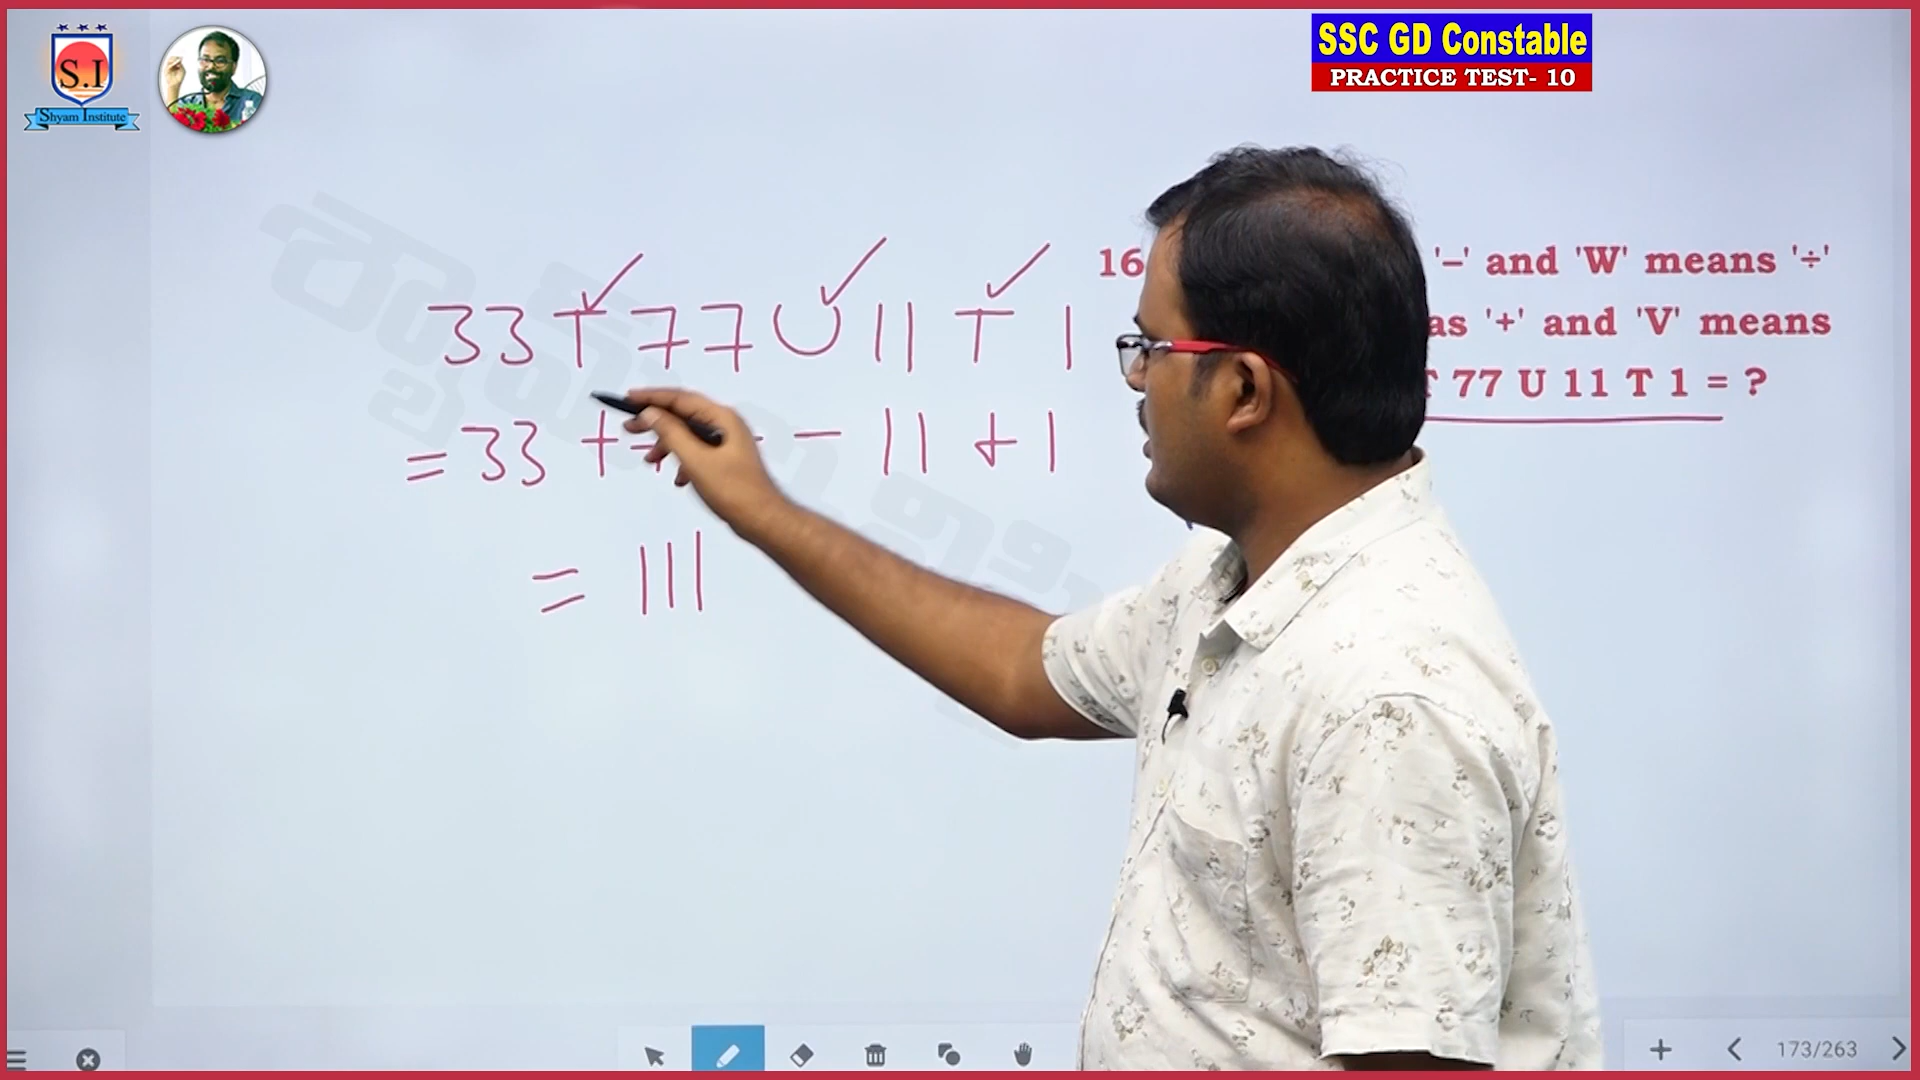 S.I
Shyam Institute
SSC GD Constable
PRACTICE TEST- 10
33 T 77 U 11 T 1
= 33 + 7 - 11 + 1
= 111
16
'–' and 'W' means '÷'
as '+' and 'V' means
T 77 U 11 T 1 = ?
173/263